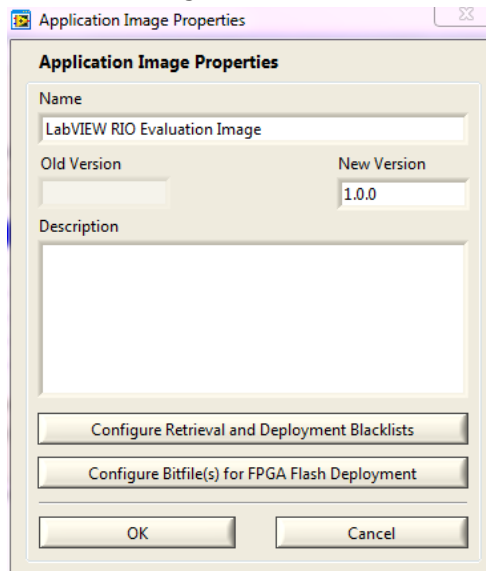 Application Image Properties
Application Image Properties
Name
LabVIEW RIO Evaluation Image
Old Version New Version
1.0.0
Description
Configure Retrieval and Deployment Blacklists
Configure Bitfile(s) for FPGA Flash Deployment
OK Cancel